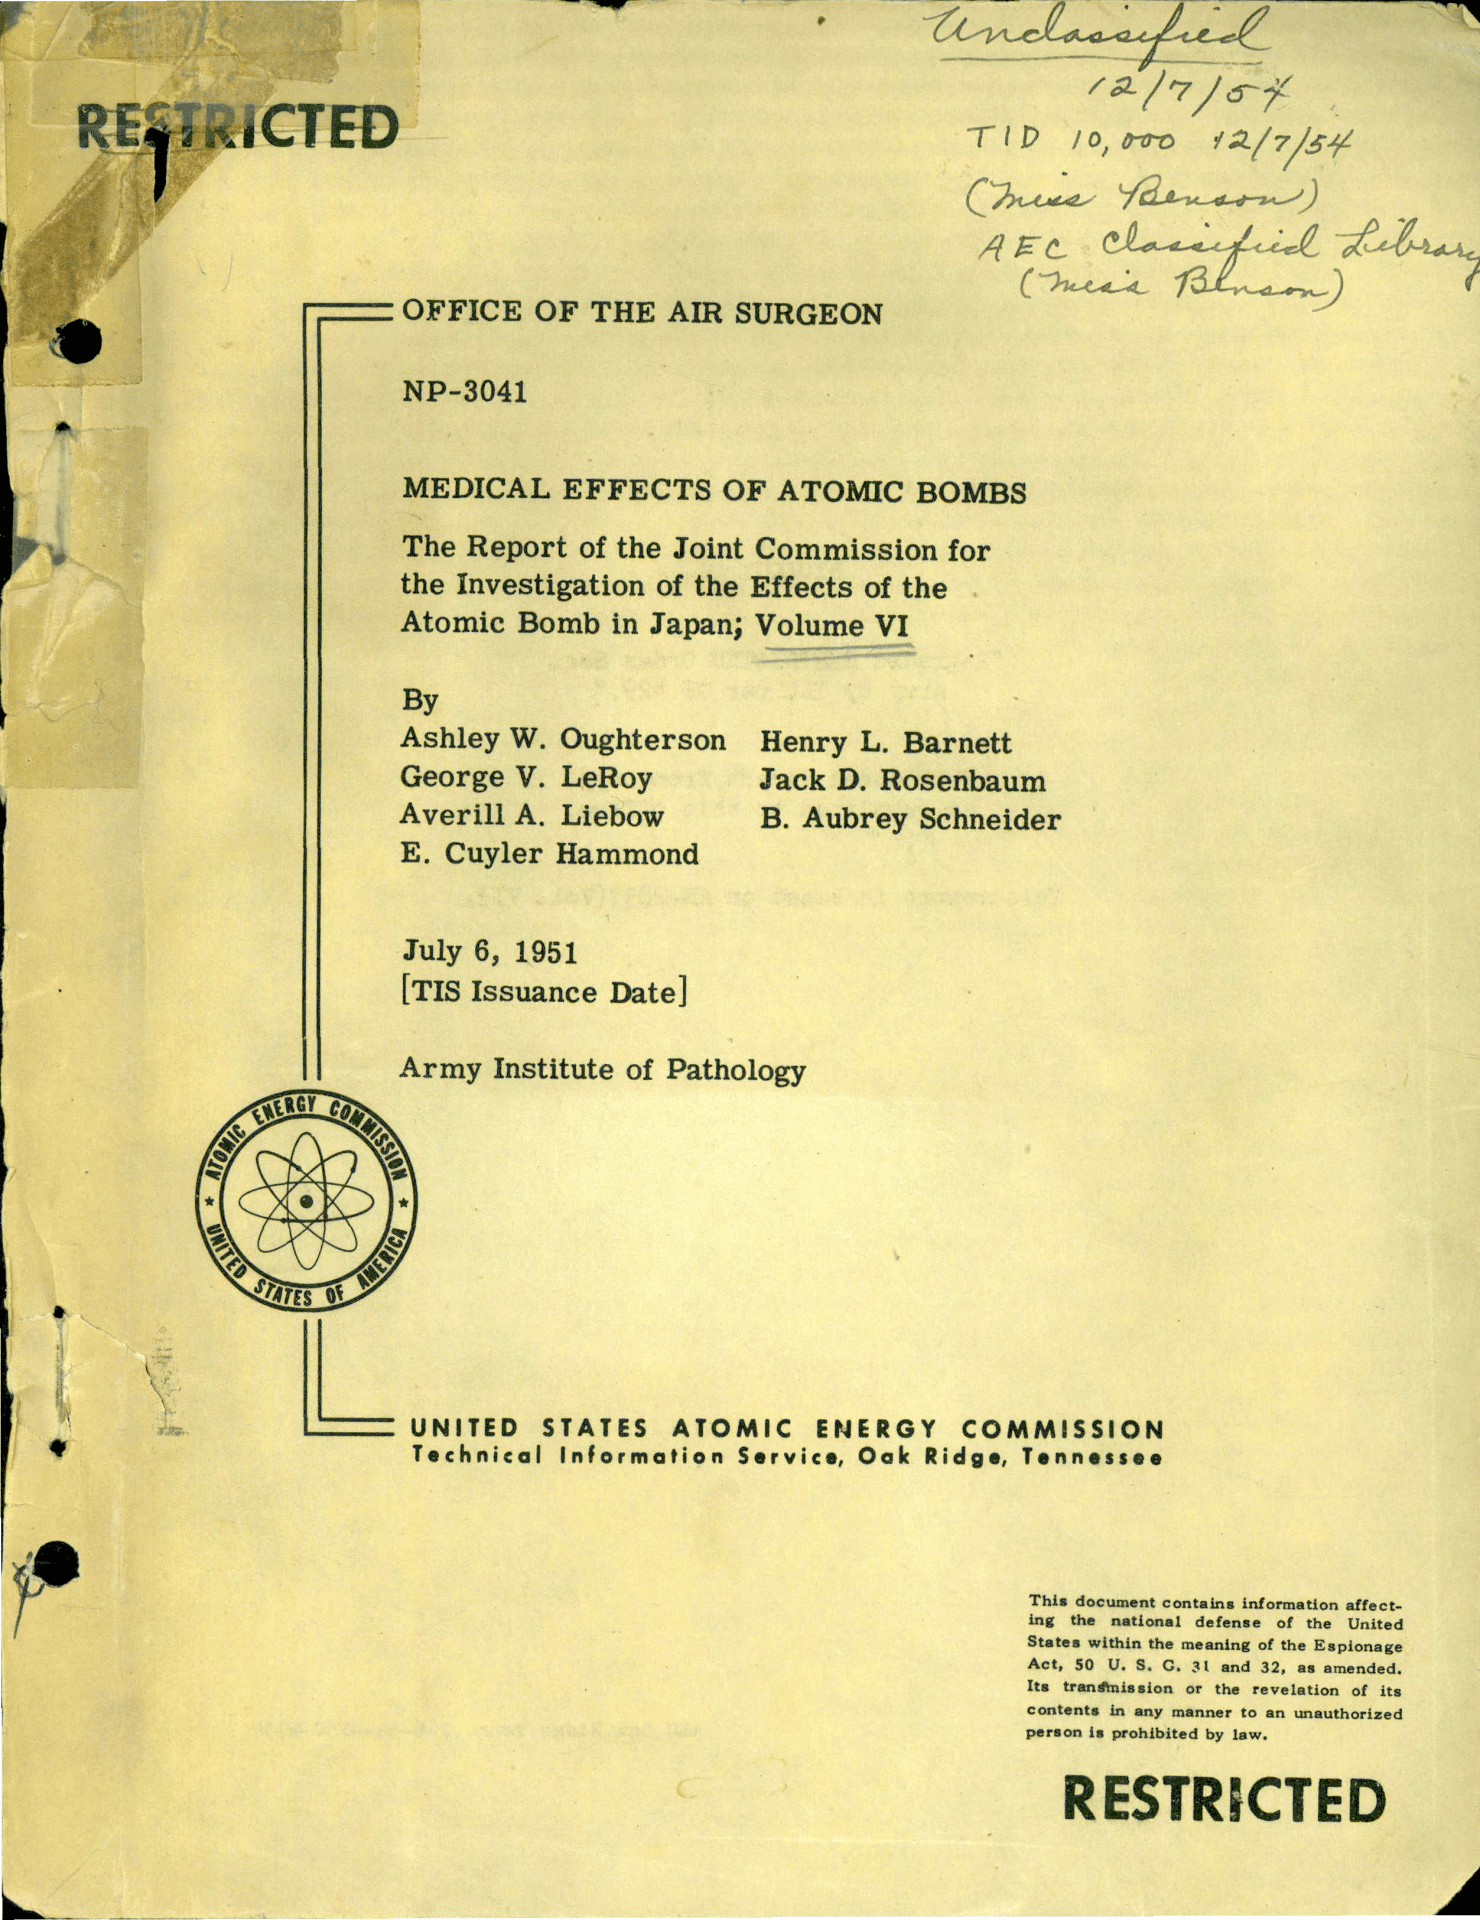 Unclassified
12/7/54
RESTRICTED
TID 10,000 12/7/54
(Miss Benson)
AEC Classified Library
(Miss Benson)
OFFICE OF THE AIR SURGEON
NP-3041
MEDICAL EFFECTS OF ATOMIC BOMBS
The Report of the Joint Commission for
the Investigation of the Effects of the
Atomic Bomb in Japan; Volume VI
By
Ashley W. Oughterson Henry L. Barnett
George V. LeRoy Jack D. Rosenbaum
Averill A. Liebow B. Aubrey Schneider
E. Cuyler Hammond
July 6, 1951
[TIS Issuance Date]
Army Institute of Pathology
ATOMIC ENERGY COMMISSION
UNITED STATES OF AMERICA
UNITED STATES ATOMIC ENERGY COMMISSION
Technical Information Service, Oak Ridge, Tennessee
This document contains information affect-
ing the national defense of the United
States within the meaning of the Espionage
Act, 50 U. S. C. 31 and 32, as amended.
Its transmission or the revelation of its
contents in any manner to an unauthorized
person is prohibited by law.
RESTRICTED